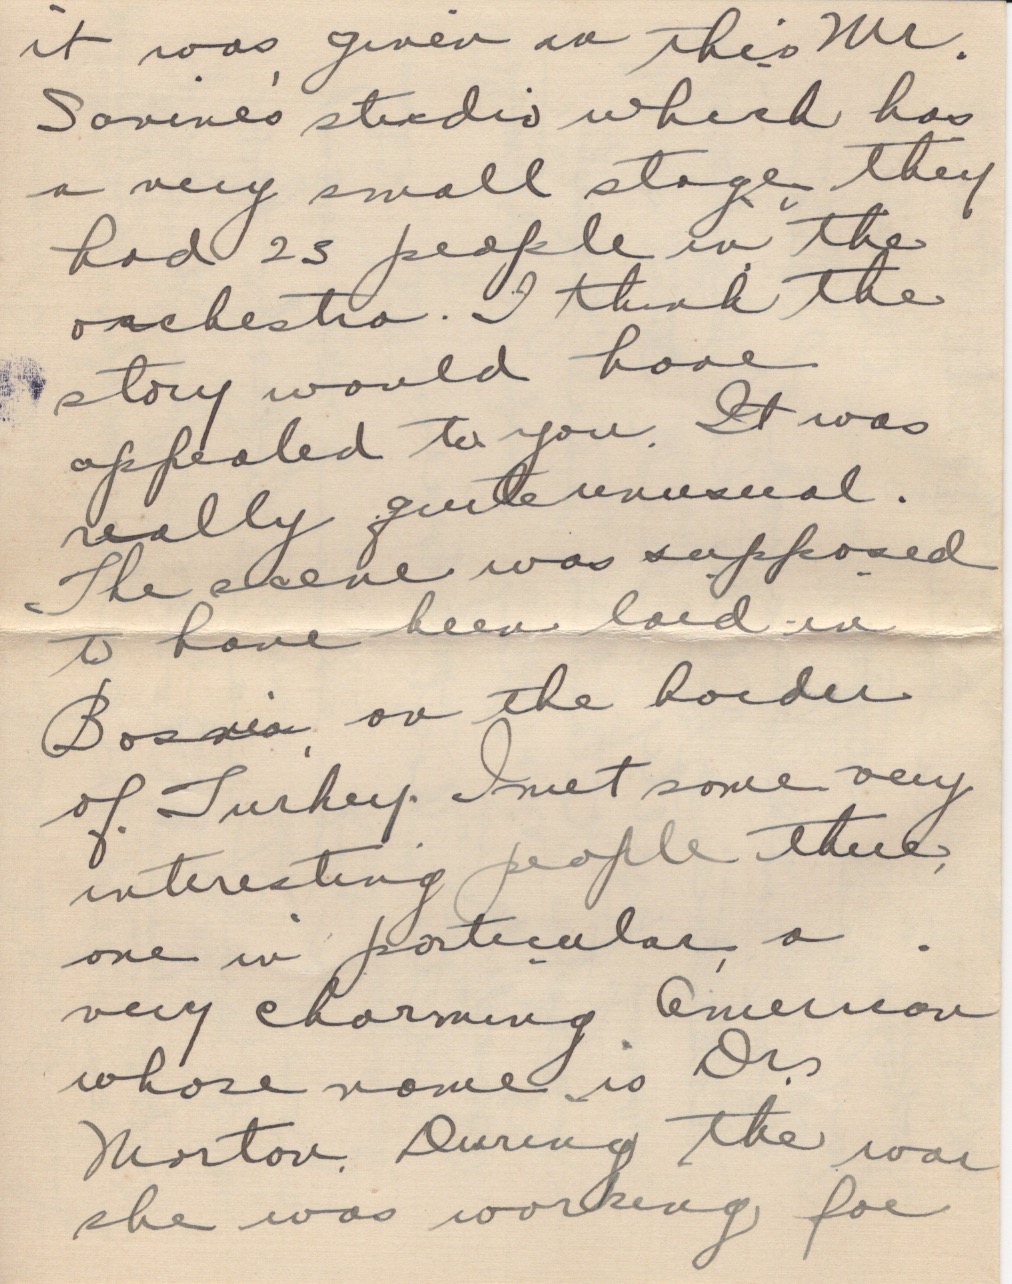 it was given in this Mr.
Savine's studio which has
a very small stage, they
had 25 people in the
orchestra. I think the
story would have
appealed to you. It was
really quite unusual.
The scene was supposed
to have been laid in
Bosnia, on the border
of Turkey. I met some very
interesting people there,
one in particular, a
very charming American
whose name is Dr.
Morton. During the war
she was working for